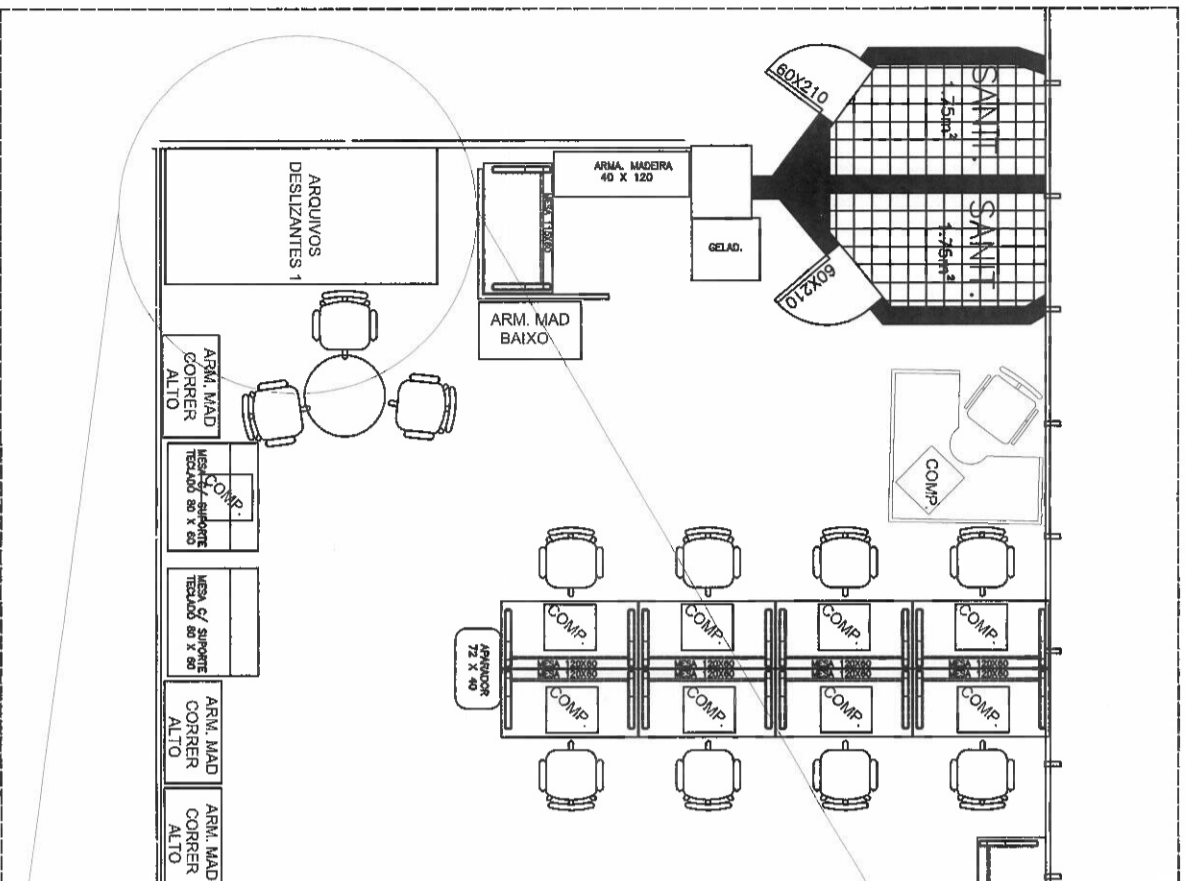 SANIT.
1.75m²
60X210
SANIT.
1.75m²
60X210
ARMA. MADEIRA
40 X 120
GELAD.
ARQUIVOS
DESLIZANTES 1
MESA 115X60
ARM. MAD
BAIXO
ARM. MAD
CORRER
ALTO
COMP.
MESA C/ SUPORTE
TECLADO 80 X 60
COMP.
MESA C/ SUPORTE
TECLADO 80 X 60
COMP.
COMP.
COMP.
COMP.
APARADOR
72 X 40
MESA 120X60
MESA 120X60
MESA 120X60
MESA 120X60
MESA 120X60
MESA 120X60
MESA 120X60
MESA 120X60
COMP.
COMP.
COMP.
COMP.
ARM. MAD
CORRER
ALTO
ARM. MAD
CORRER
ALTO